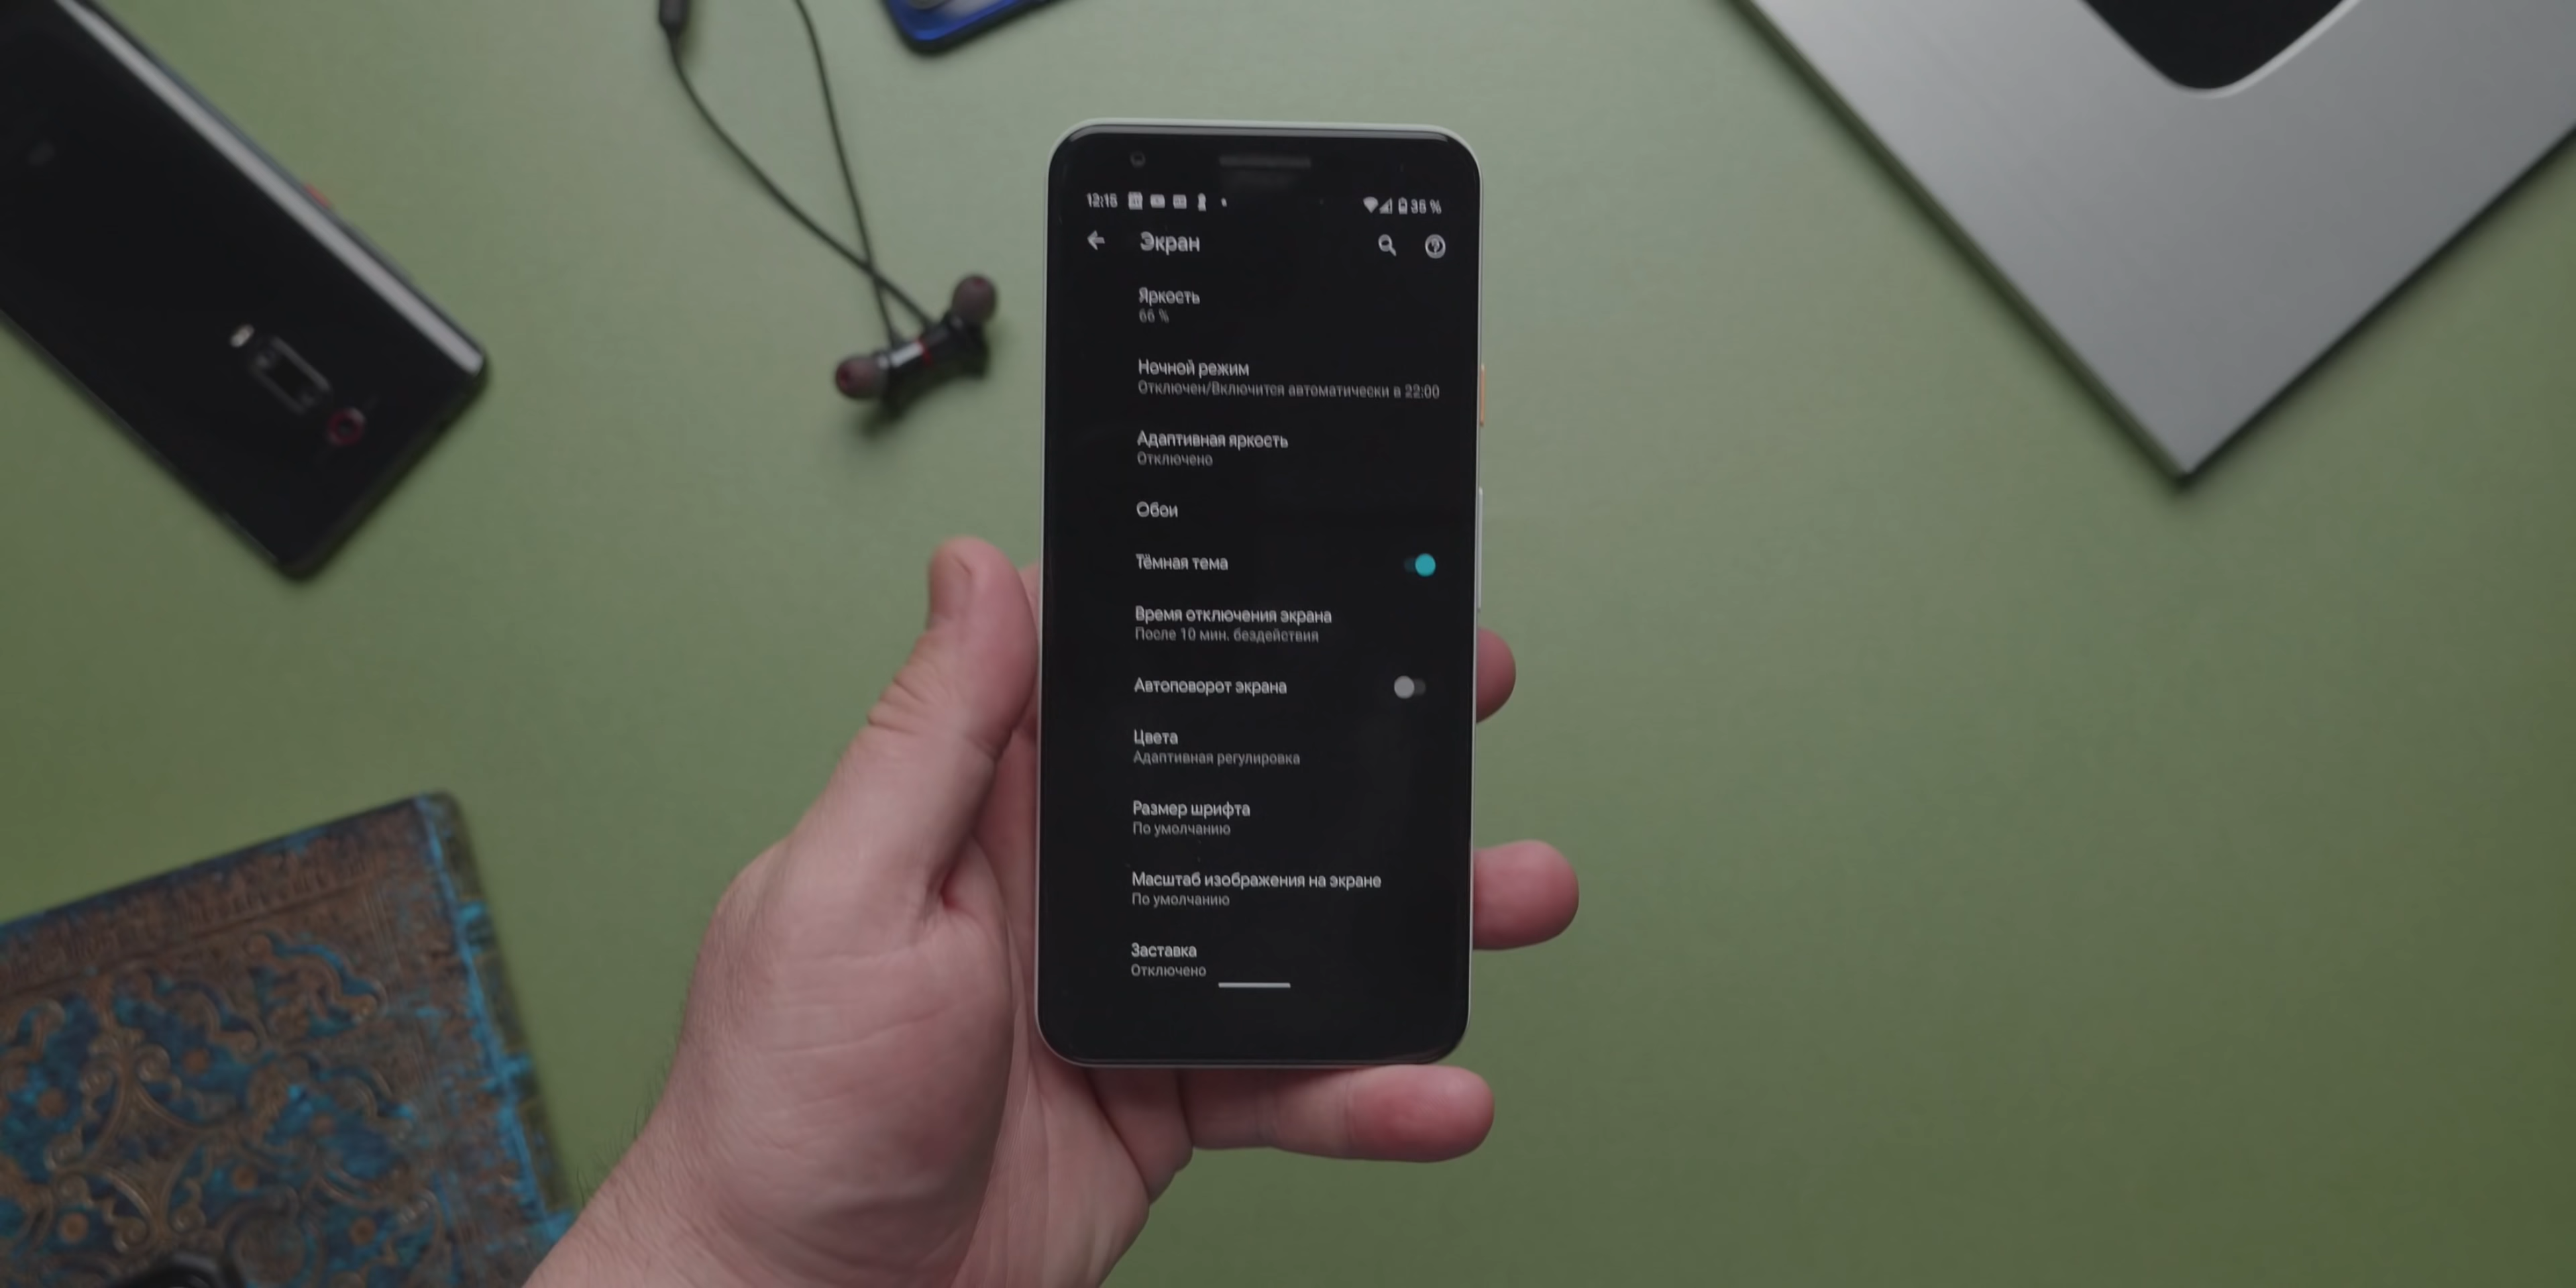 12:15
35 %
Экран
Яркость
66 %
Ночной режим
Отключен/Включится автоматически в 22:00
Адаптивная яркость
Отключено
Обои
Тёмная тема
Время отключения экрана
После 10 мин. бездействия
Автоповорот экрана
Цвета
Адаптивная регулировка
Размер шрифта
По умолчанию
Масштаб изображения на экране
По умолчанию
Заставка
Отключено